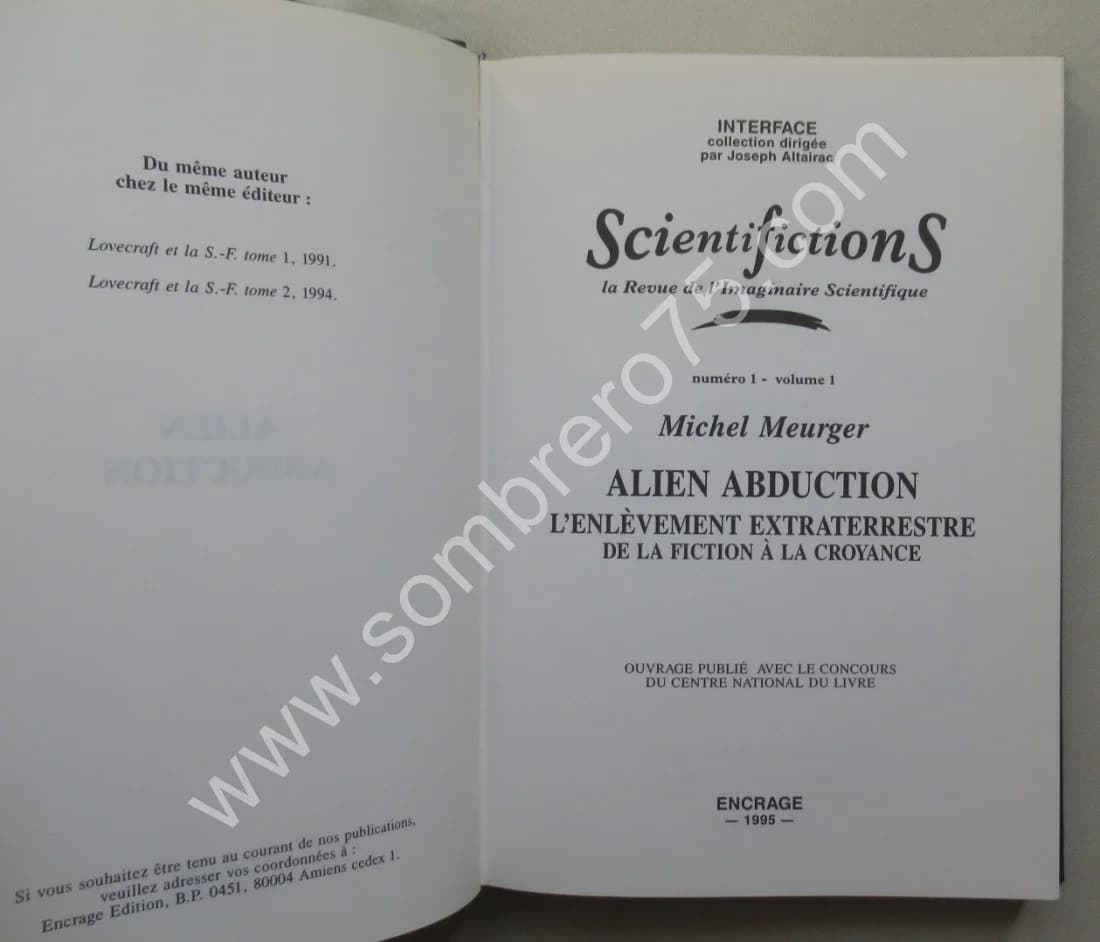 Du même auteur
chez le même éditeur :
Lovecraft et la S.-F. tome 1, 1991.
Lovecraft et la S.-F. tome 2, 1994.
ALIEN
ABDUCTION
Si vous souhaitez être tenu au courant de nos publications,
veuillez adresser vos coordonnées à :
Encrage Edition, B.P. 0451, 80004 Amiens cedex 1.
INTERFACE
collection dirigée
par Joseph Altairac
ScientifictionS
la Revue de l'Imaginaire Scientifique
numéro 1 - volume 1
Michel Meurger
ALIEN ABDUCTION
L'ENLÈVEMENT EXTRATERRESTRE
DE LA FICTION À LA CROYANCE
OUVRAGE PUBLIÉ AVEC LE CONCOURS
DU CENTRE NATIONAL DU LIVRE
ENCRAGE
— 1995 —
www.sombrero75.com